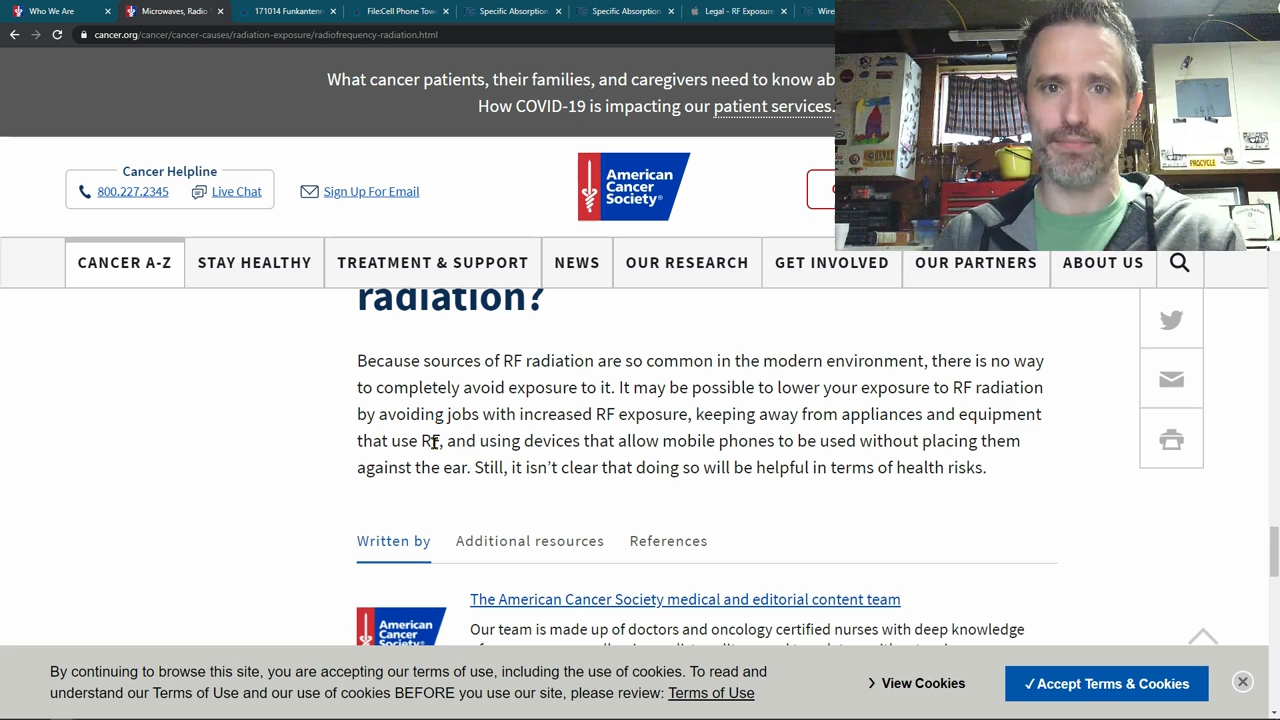 Who We Are
Microwaves, Radio
171014 Funkantenn
File:Cell Phone Tow
Specific Absorption
Specific Absorption
Legal - RF Exposure
cancer.org/cancer/cancer-causes/radiation-exposure/radiofrequency-radiation.html
What cancer patients, their families, and caregivers need to know
How COVID-19 is impacting our patient services.
Cancer Helpline
800.227.2345
Live Chat
Sign Up For Email
American
Cancer
Society®
PROCYCLE
CANCER A-Z
STAY HEALTHY
TREATMENT & SUPPORT
NEWS
OUR RESEARCH
GET INVOLVED
OUR PARTNERS
ABOUT US
radiation?
Because sources of RF radiation are so common in the modern environment, there is no way
to completely avoid exposure to it. It may be possible to lower your exposure to RF radiation
by avoiding jobs with increased RF exposure, keeping away from appliances and equipment
that use RF, and using devices that allow mobile phones to be used without placing them
against the ear. Still, it isn’t clear that doing so will be helpful in terms of health risks.
Written by
Additional resources
References
The American Cancer Society medical and editorial content team
American
Cancer
Our team is made up of doctors and oncology certified nurses with deep knowledge
By continuing to browse this site, you are accepting our terms of use, including the use of cookies. To read and
understand our Terms of Use and our use of cookies BEFORE you use our site, please review: Terms of Use
View Cookies
✓Accept Terms & Cookies